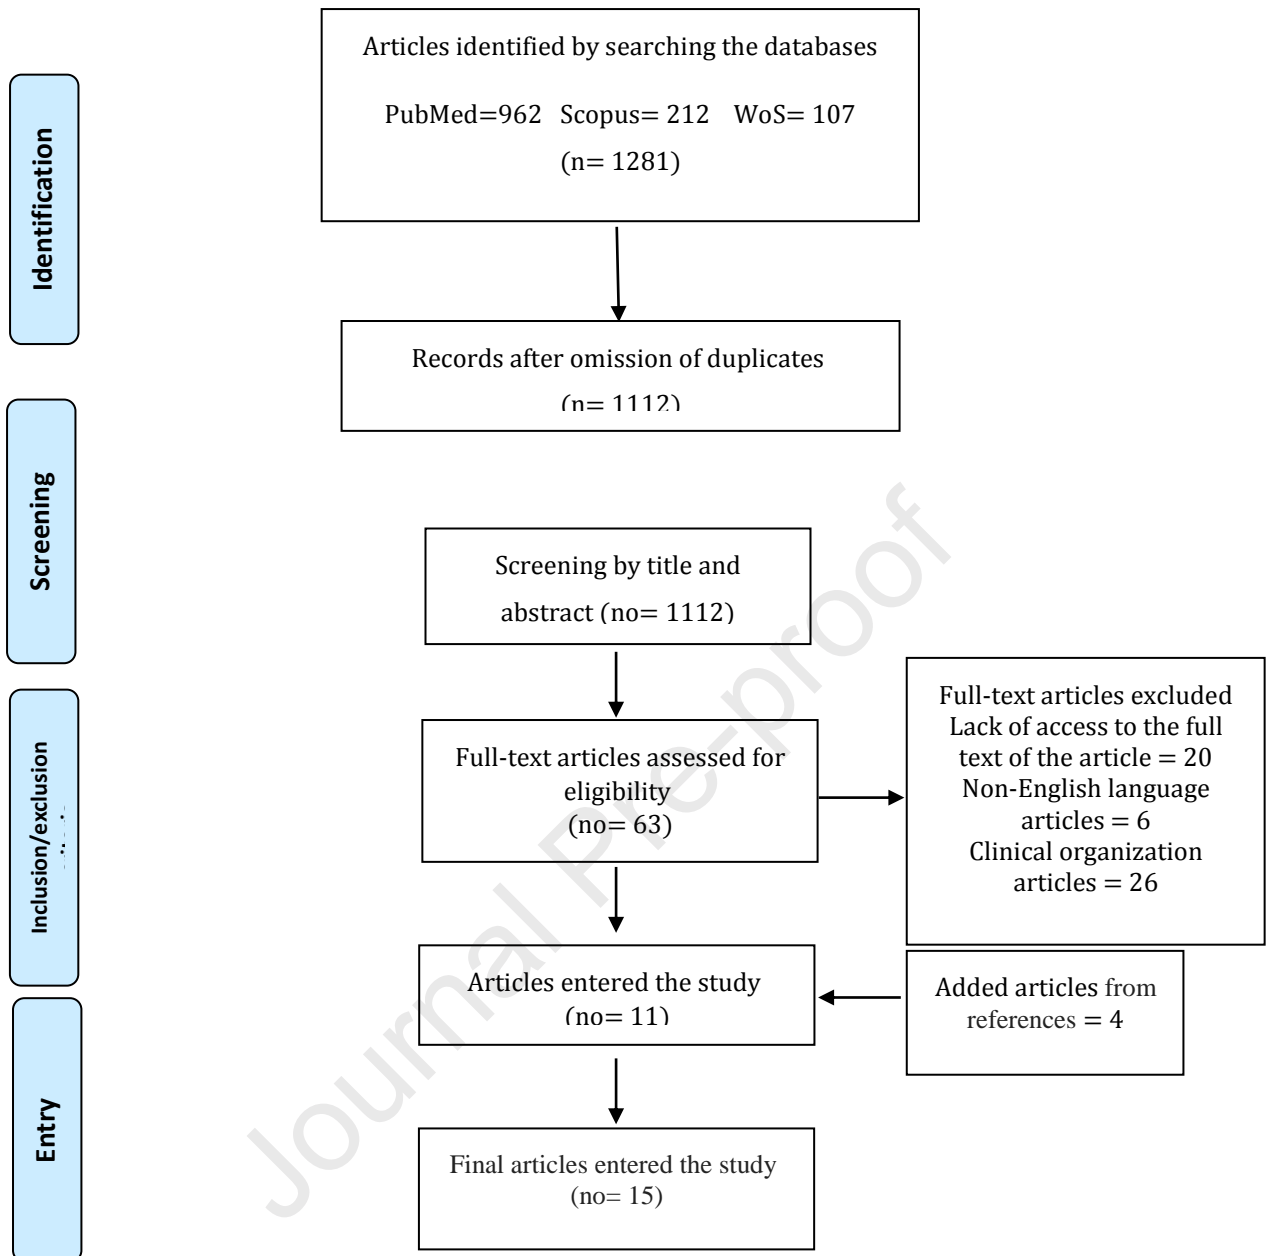 Articles identified by searching the databases
PubMed=962 Scopus= 212 WoS= 107
(n= 1281)
Identification
Records after omission of duplicates
(n= 1112)
Screening
Screening by title and
abstract (no= 1112)
Full-text articles assessed for
eligibility
(no= 63)
Full-text articles excluded
Lack of access to the full
text of the article = 20
Non-English language
articles = 6
Clinical organization
articles = 26
Inclusion/exclusion
Articles entered the study
(no= 11)
Added articles from
references = 4
Entry
Final articles entered the study
(no= 15)
Journal Pre-proof